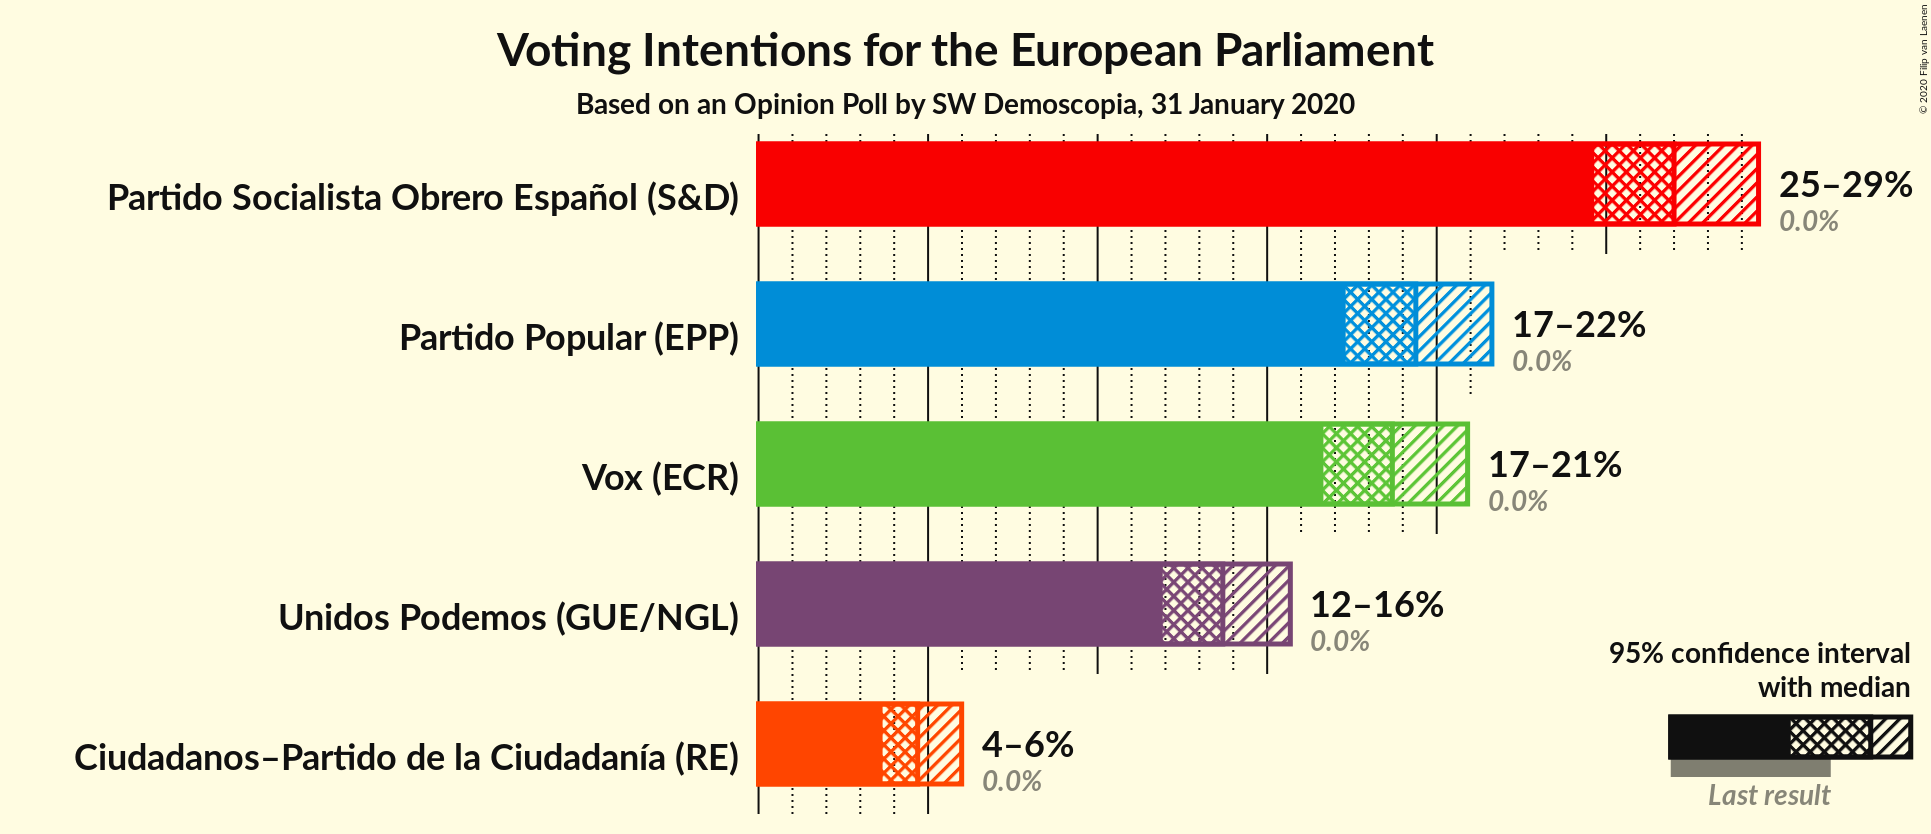 Voting Intentions for the European Parliament
Based on an Opinion Poll by SW Demoscopia, 31 January 2020
© 2020 Filip van Laenen
Partido Socialista Obrero Español (S&D)
25–29%
0.0%
Partido Popular (EPP)
17–22%
0.0%
Vox (ECR)
17–21%
0.0%
Unidos Podemos (GUE/NGL)
12–16%
0.0%
Ciudadanos–Partido de la Ciudadanía (RE)
4–6%
0.0%
95% confidence interval
with median
Last result